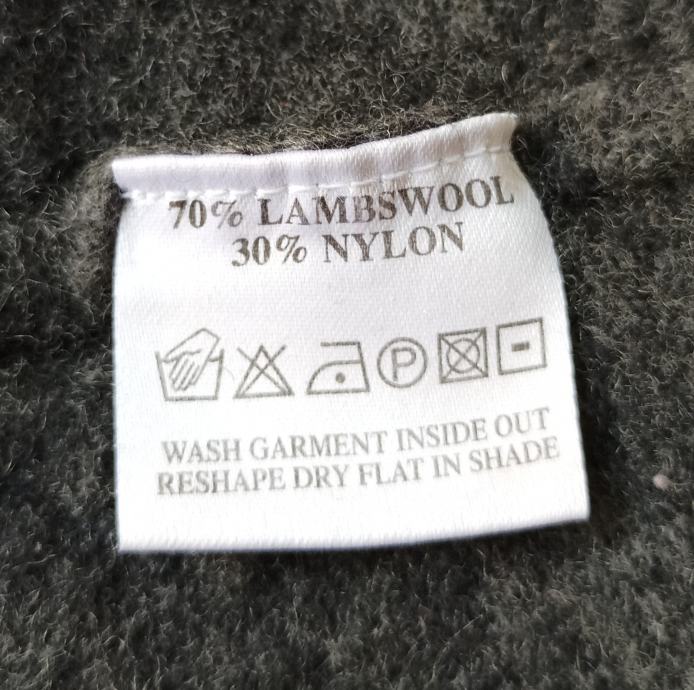 70% LAMBSWOOL
30% NYLON
P
WASH GARMENT INSIDE OUT
RESHAPE DRY FLAT IN SHADE